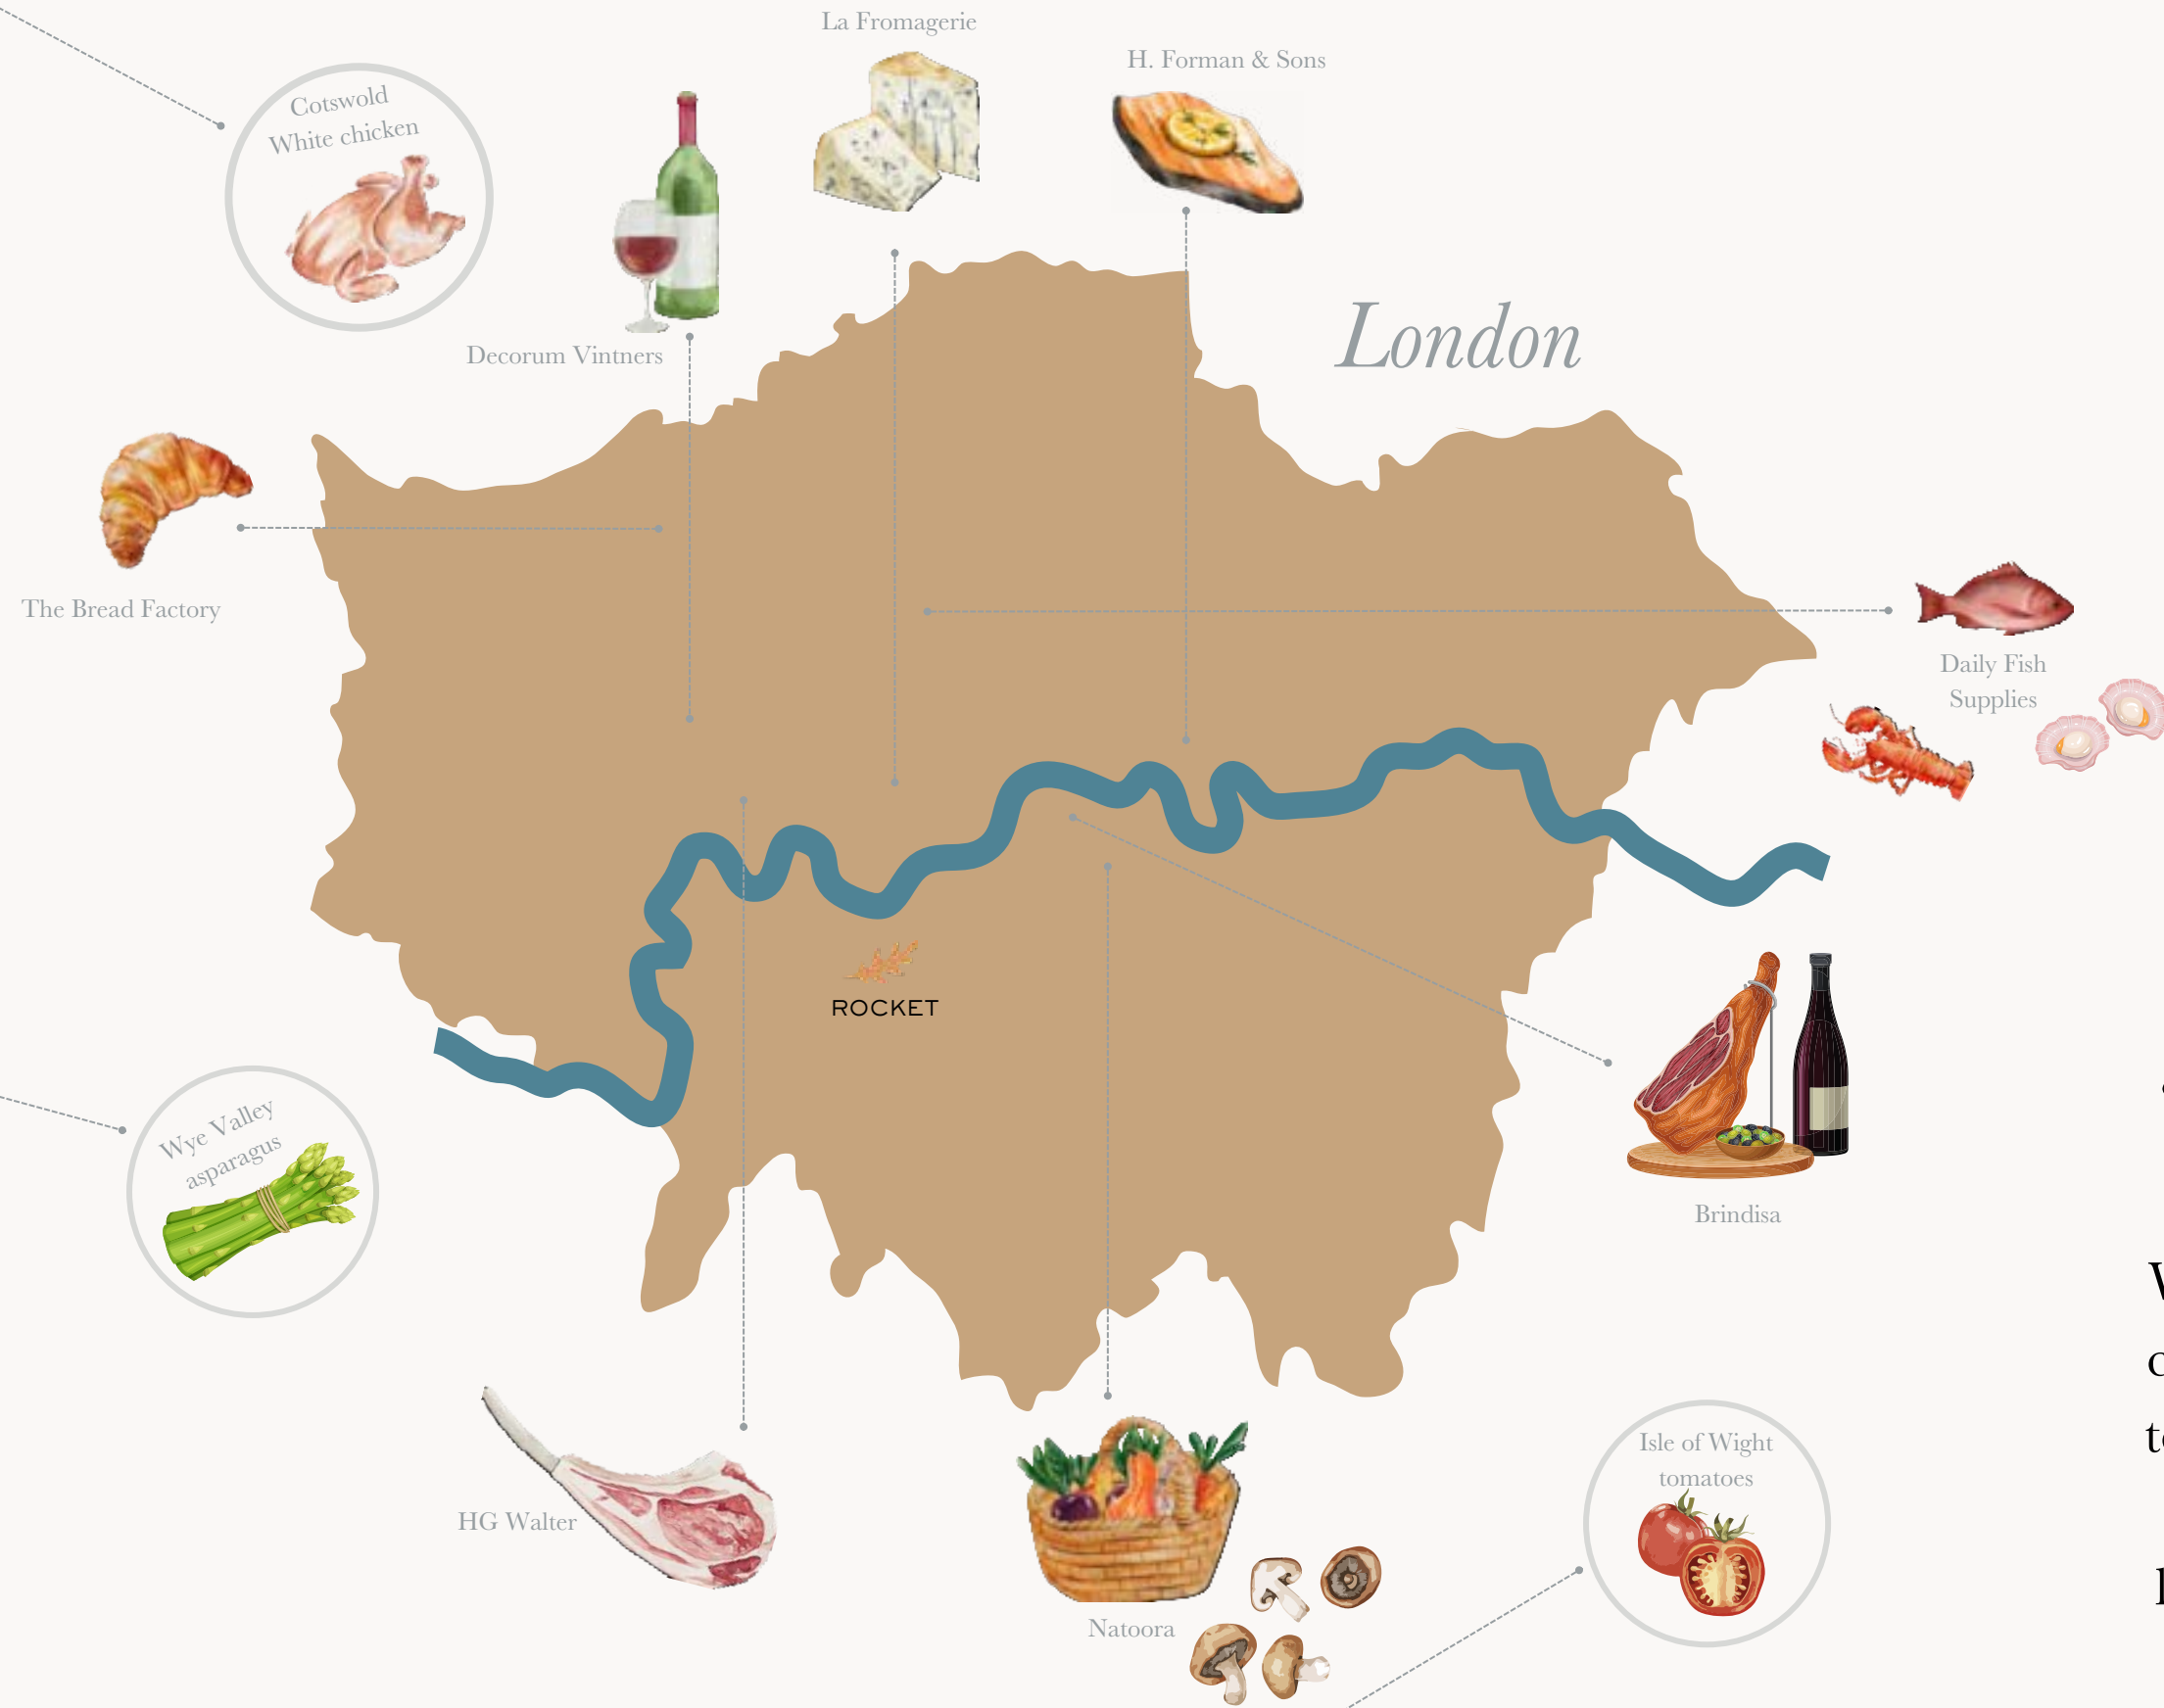 La Fromagerie
H. Forman & Sons
Cotswold
White chicken
London
Decorum Vintners
The Bread Factory
Daily Fish
Supplies
ROCKET
Wye Valley
asparagus
Brindisa
Isle of Wight
tomatoes
HG Walter
Natoora